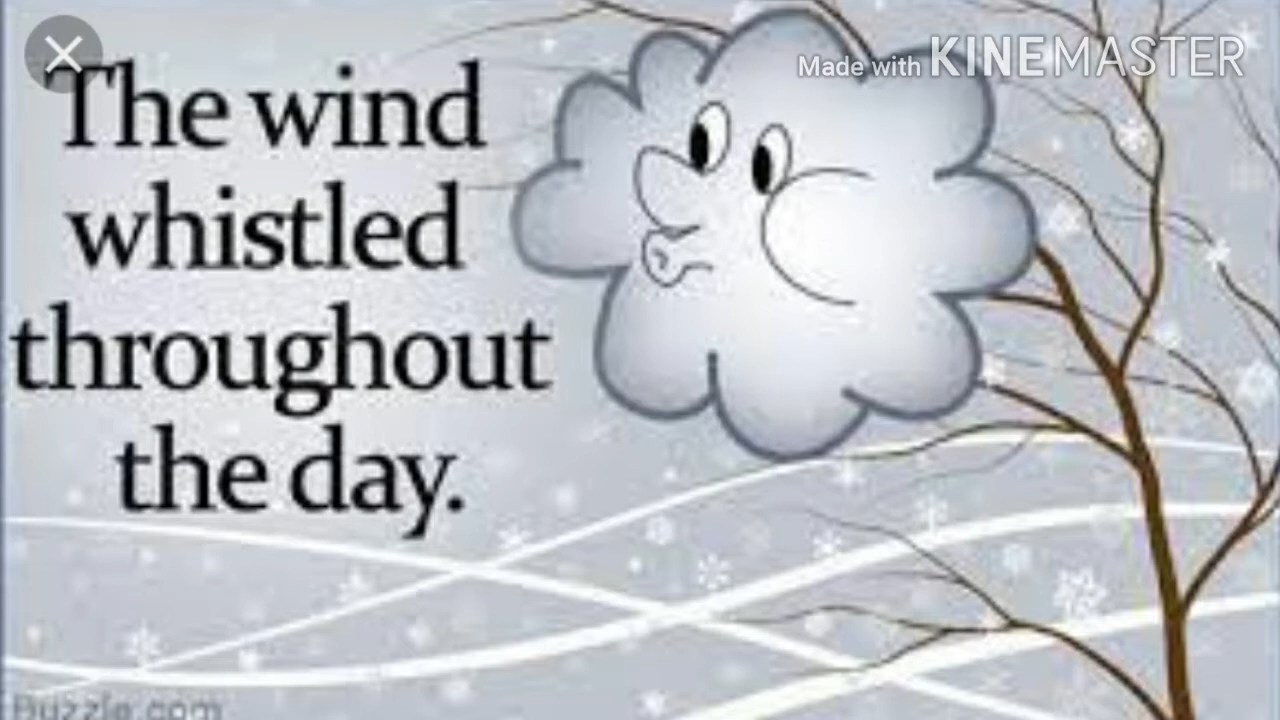 Made with KINEMASTER
The wind
whistled
throughout
the day.
Buzzle.com